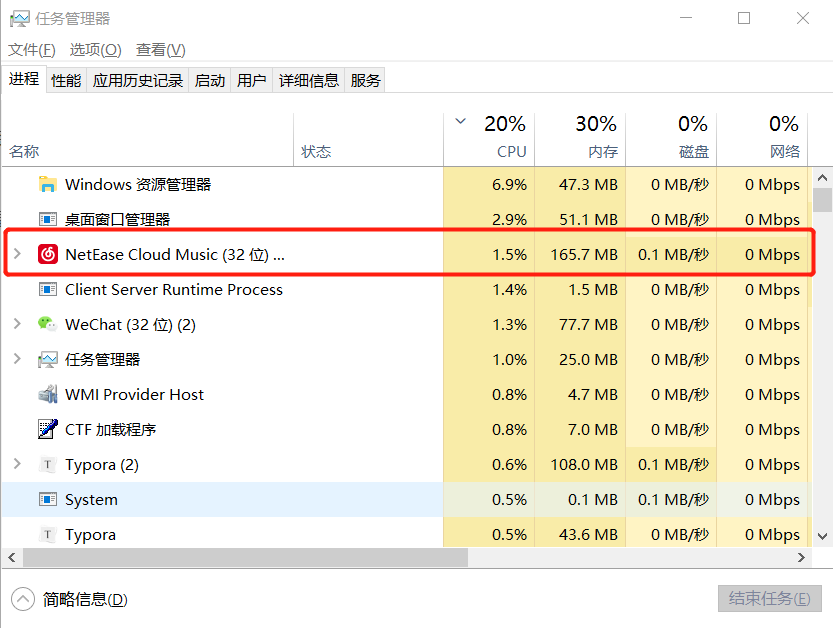 任务管理器
文件(F) 选项(O) 查看(V)
进程 性能 应用历史记录 启动 用户 详细信息 服务
20% 30% 0% 0%
名称 状态 CPU 内存 磁盘 网络
Windows 资源管理器 6.9% 47.3 MB 0 MB/秒 0 Mbps
桌面窗口管理器 2.9% 51.1 MB 0 MB/秒 0 Mbps
NetEase Cloud Music (32 位) ... 1.5% 165.7 MB 0.1 MB/秒 0 Mbps
Client Server Runtime Process 1.4% 1.5 MB 0 MB/秒 0 Mbps
WeChat (32 位) (2) 1.3% 77.7 MB 0 MB/秒 0 Mbps
任务管理器 1.0% 25.0 MB 0 MB/秒 0 Mbps
WMI Provider Host 0.8% 4.7 MB 0 MB/秒 0 Mbps
CTF 加载程序 0.8% 7.0 MB 0 MB/秒 0 Mbps
T Typora (2) 0.6% 108.0 MB 0.1 MB/秒 0 Mbps
System 0.5% 0.1 MB 0.1 MB/秒 0 Mbps
T Typora 0.5% 43.6 MB 0 MB/秒 0 Mbps
简略信息(D) 结束任务(E)